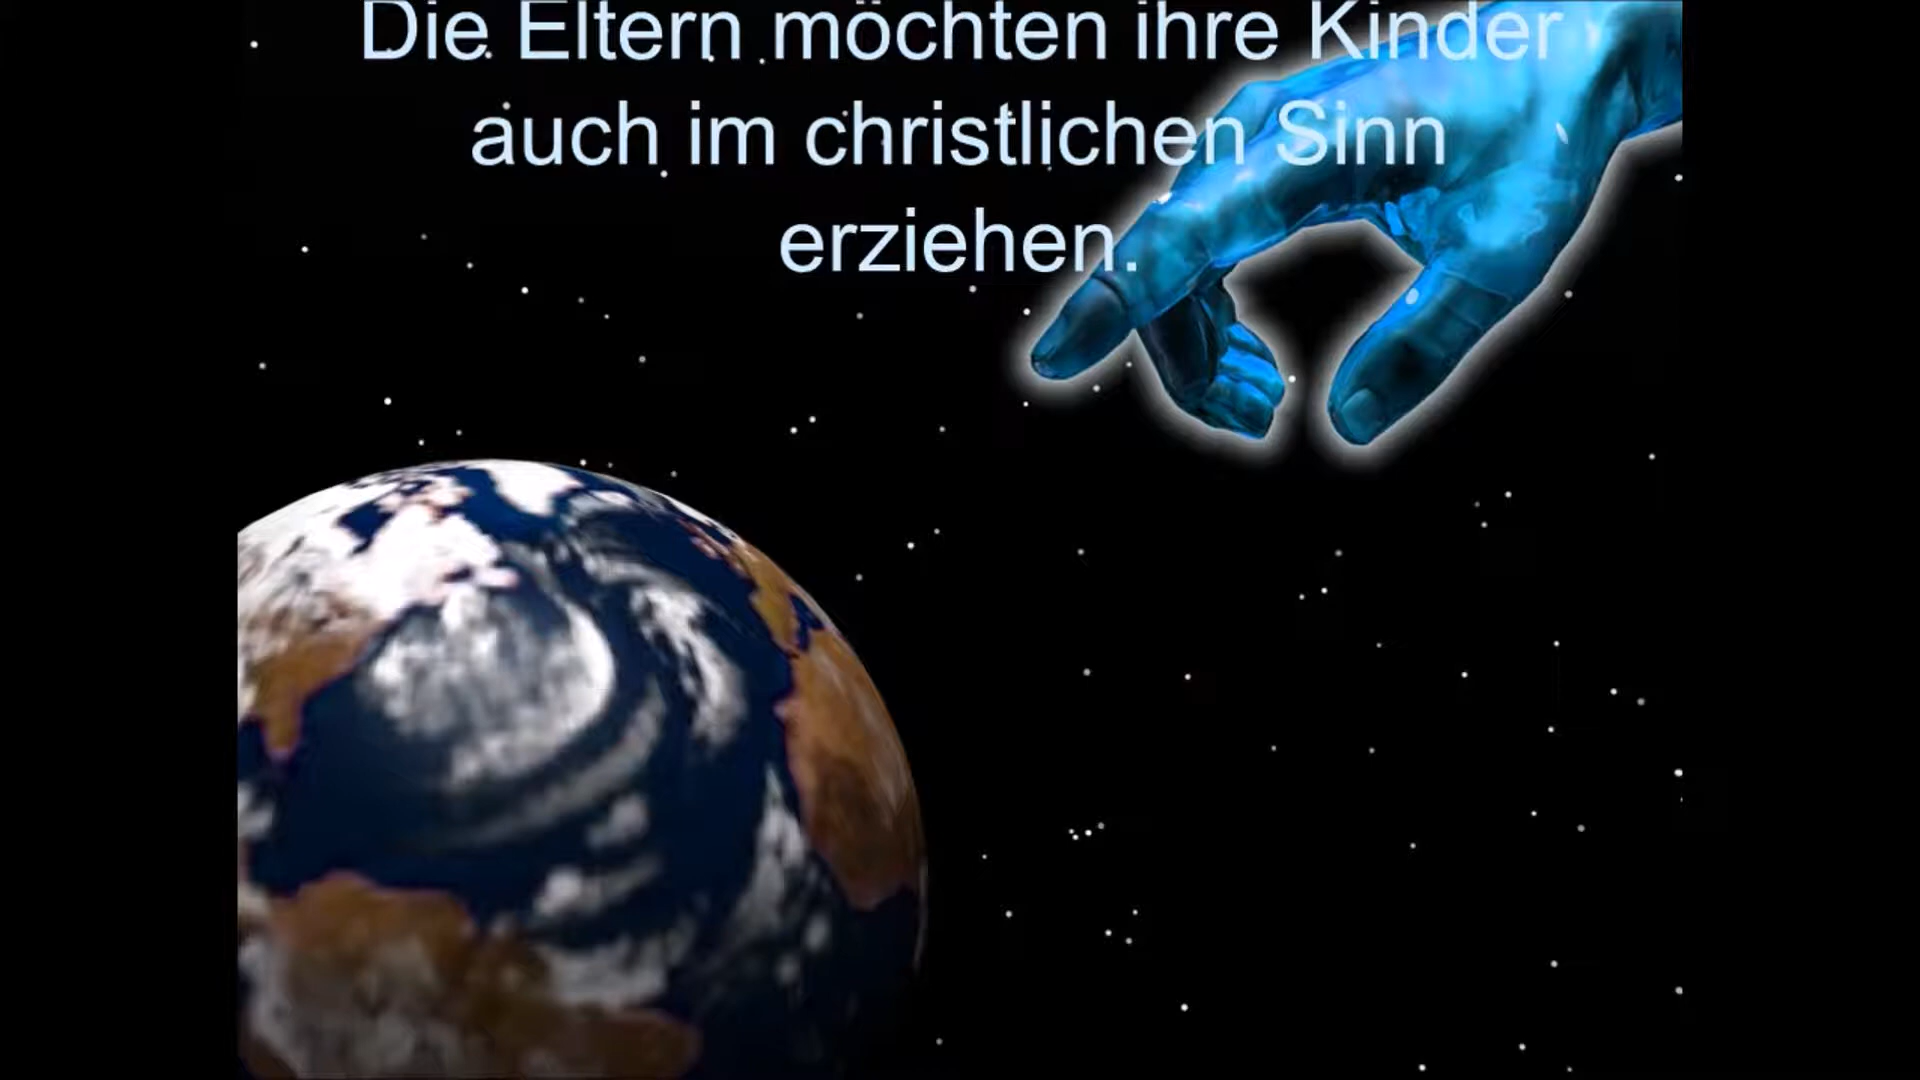 Die Eltern möchten ihre Kinder
auch im christlichen Sinn
erziehen.